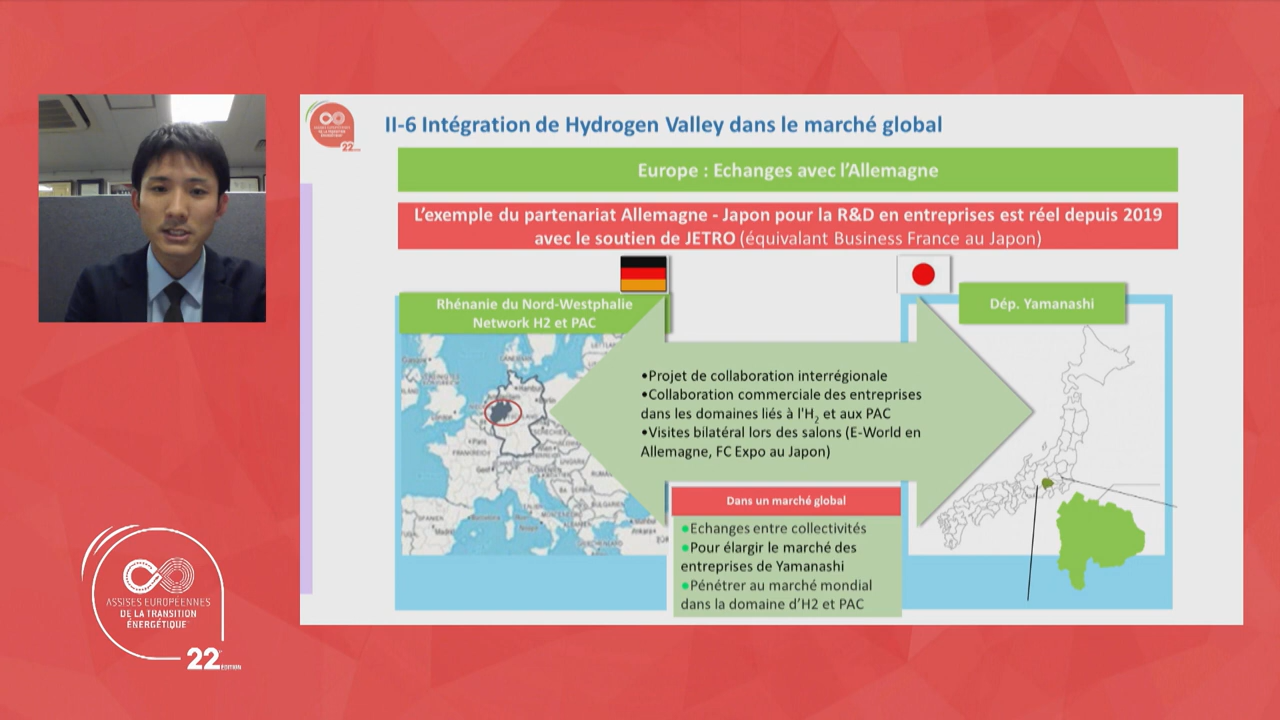 II-6 Intégration de Hydrogen Valley dans le marché global
Europe : Echanges avec l'Allemagne
L'exemple du partenariat Allemagne - Japon pour la R&D en entreprises est réel depuis 2019
avec le soutien de JETRO (équivalant Business France au Japon)
Rhénanie du Nord-Westphalie
Network H2 et PAC
Dép. Yamanashi
•Projet de collaboration interrégionale
•Collaboration commerciale des entreprises
dans les domaines liés à l'H₂ et aux PAC
•Visites bilatéral lors des salons (E-World en
Allemagne, FC Expo au Japon)
Dans un marché global
•Echanges entre collectivités
•Pour élargir le marché des
entreprises de Yamanashi
•Pénétrer au marché mondial
dans la domaine d'H2 et PAC
ASSISES EUROPÉENNES
DE LA TRANSITION
ÉNERGÉTIQUE
22e
ÉDITION